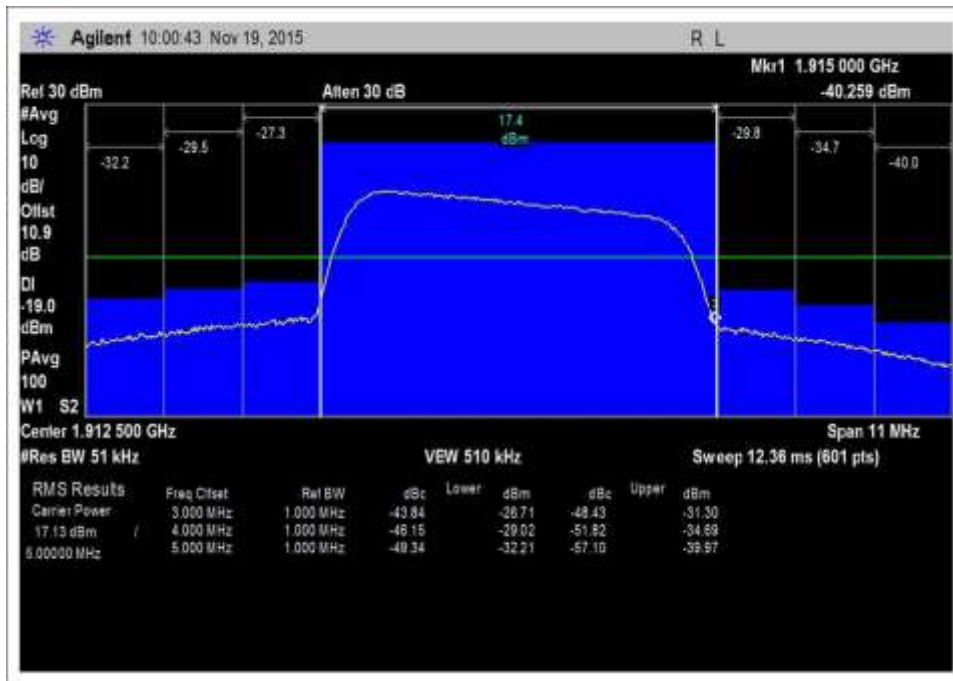 Agilent 10:00:43 Nov 19, 2015 R L
Mkr1 1.915 000 GHz
Ref 30 dBm Atten 30 dB -40.259 dBm
#Avg
Log
10
dB/
Offst
10.9
dB
DI
-19.0
dBm
PAvg
100
W1 S2
-32.2 -29.5 -27.3 17.4 dBm -29.8 -34.7 -40.0
Center 1.912 500 GHz Span 11 MHz
#Res BW 51 kHz VBW 510 kHz Sweep 12.36 ms (601 pts)
RMS Results Freq Offset Ref BW dBc Lower dBm dBc Upper dBm
Carrier Power 3.000 MHz 1.000 MHz -43.84 -26.71 -48.43 -31.30
17.13 dBm / 4.000 MHz 1.000 MHz -46.15 -29.02 -51.82 -34.69
5.00000 MHz 5.000 MHz 1.000 MHz -49.34 -32.21 -57.10 -39.97